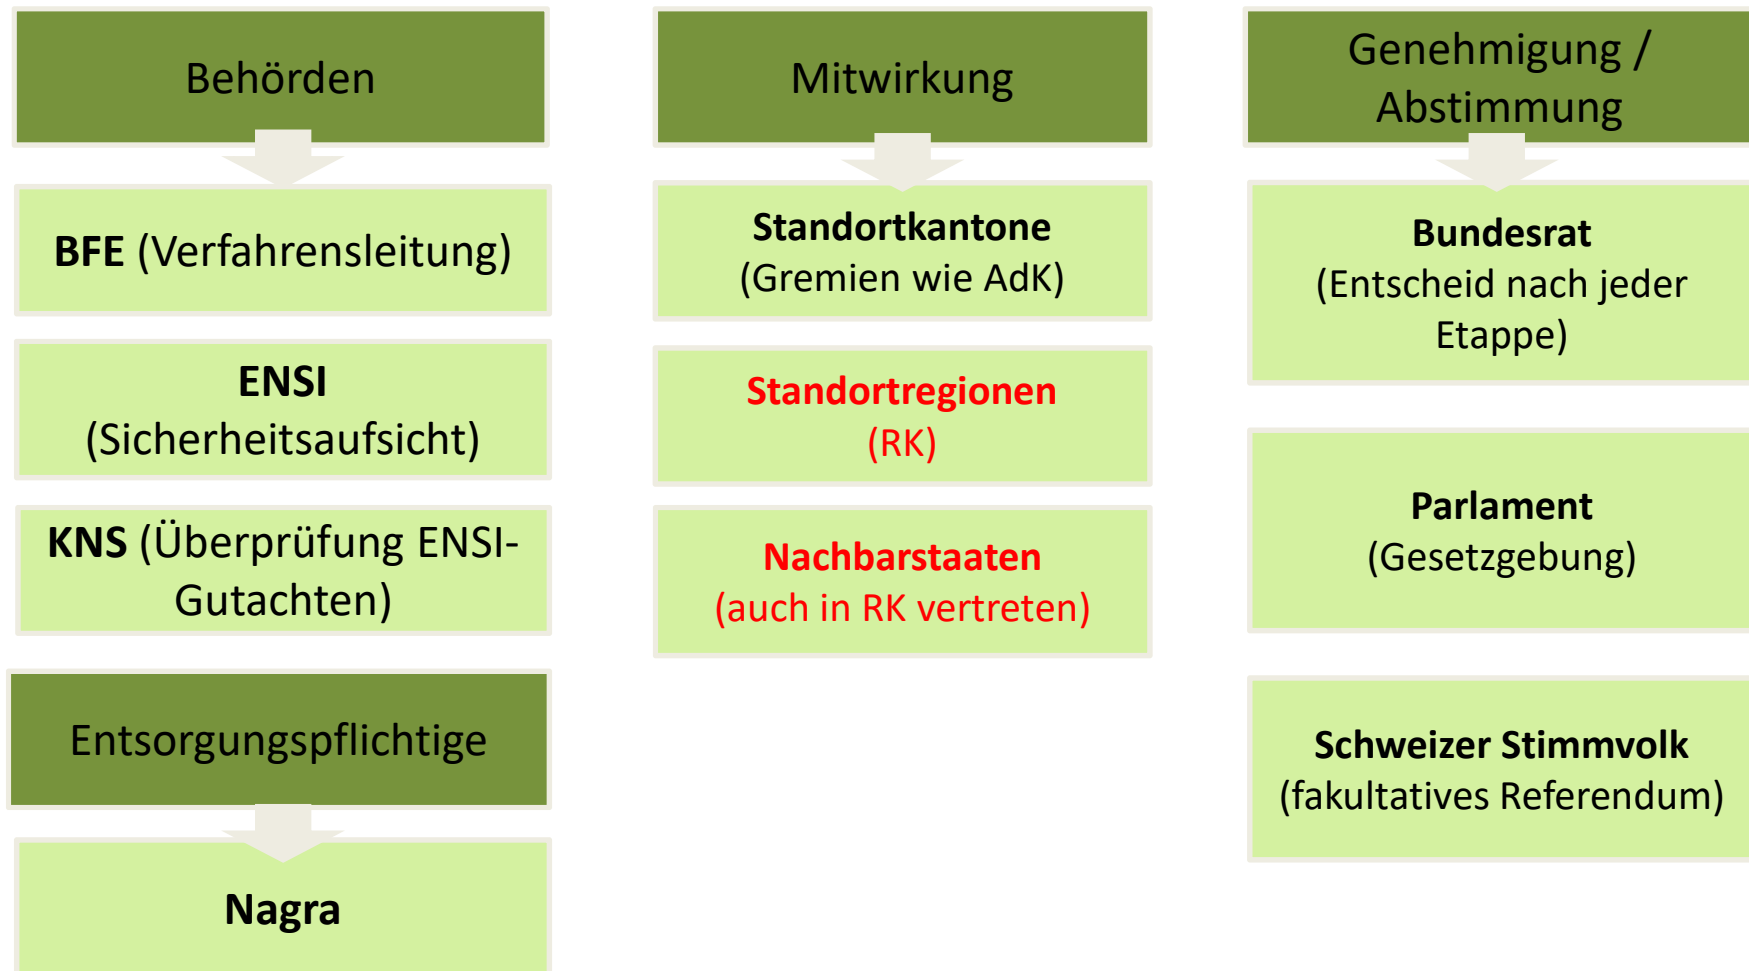 Behörden
BFE (Verfahrensleitung)
ENSI
(Sicherheitsaufsicht)
KNS (Überprüfung ENSI-
Gutachten)
Entsorgungspflichtige
Nagra
Mitwirkung
Standortkantone
(Gremien wie AdK)
Standortregionen
(RK)
Nachbarstaaten
(auch in RK vertreten)
Genehmigung /
Abstimmung
Bundesrat
(Entscheid nach jeder
Etappe)
Parlament
(Gesetzgebung)
Schweizer Stimmvolk
(fakultatives Referendum)